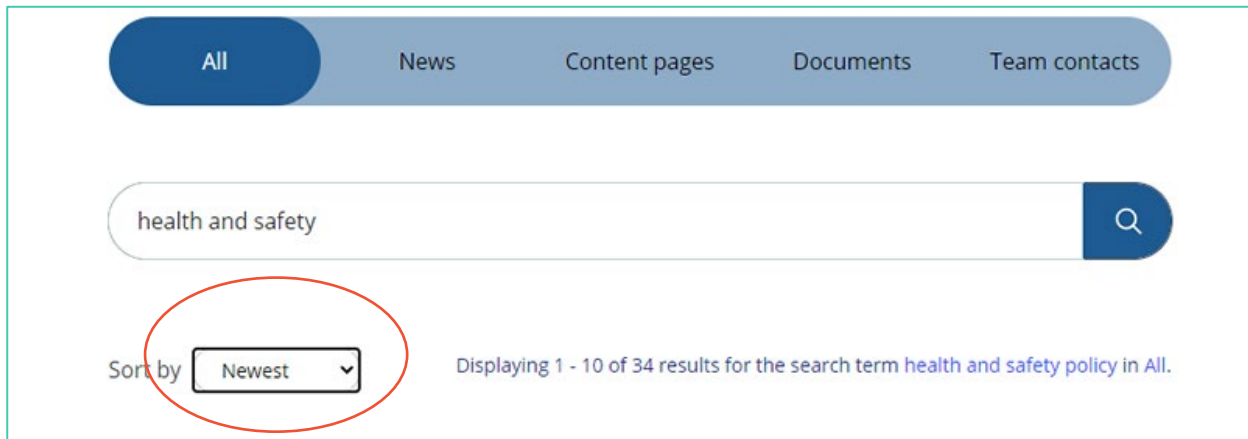 All News Content pages Documents Team contacts
health and safety
Sort by Newest Displaying 1 - 10 of 34 results for the search term health and safety policy in All.